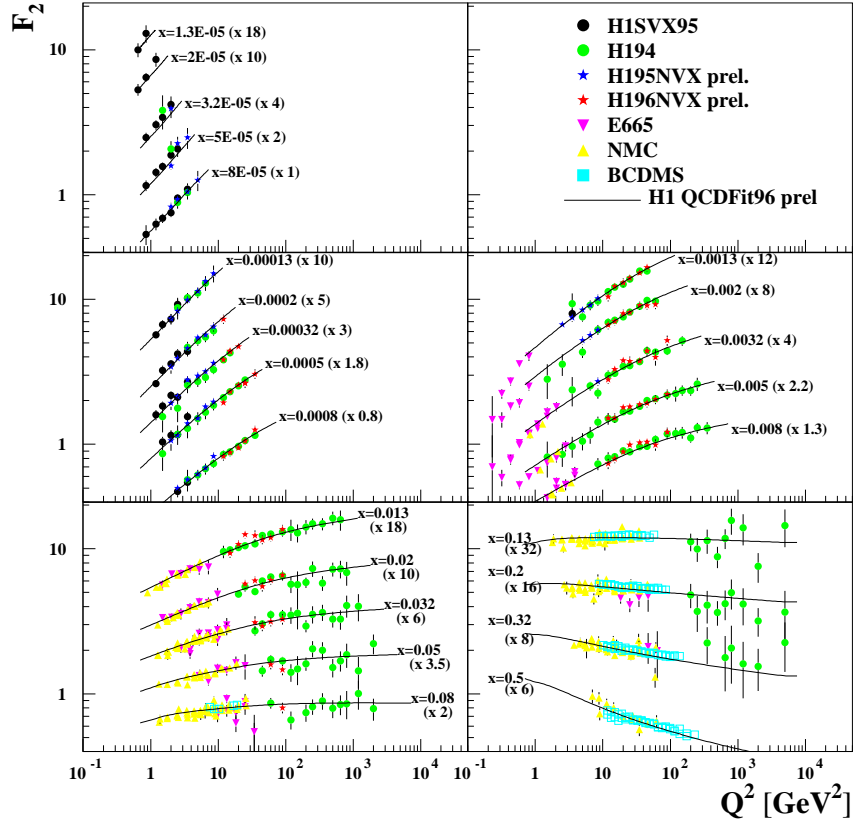 F2
10
1
x=1.3E-05 (x 18)
x=2E-05 (x 10)
x=3.2E-05 (x 4)
x=5E-05 (x 2)
x=8E-05 (x 1)
H1SVX95
H194
H195NVX prel.
H196NVX prel.
E665
NMC
BCDMS
H1 QCDFit96 prel
10
1
x=0.00013 (x 10)
x=0.0002 (x 5)
x=0.00032 (x 3)
x=0.0005 (x 1.8)
x=0.0008 (x 0.8)
x=0.0013 (x 12)
x=0.002 (x 8)
x=0.0032 (x 4)
x=0.005 (x 2.2)
x=0.008 (x 1.3)
10
1
x=0.013
(x 18)
x=0.02
(x 10)
x=0.032
(x 6)
x=0.05
(x 3.5)
x=0.08
(x 2)
x=0.13
(x 32)
x=0.2
(x 16)
x=0.32
(x 8)
x=0.5
(x 6)
10^-1 1 10 10^2 10^3 10^4 10^-1 1 10 10^2 10^3 10^4
Q^2 [GeV^2]